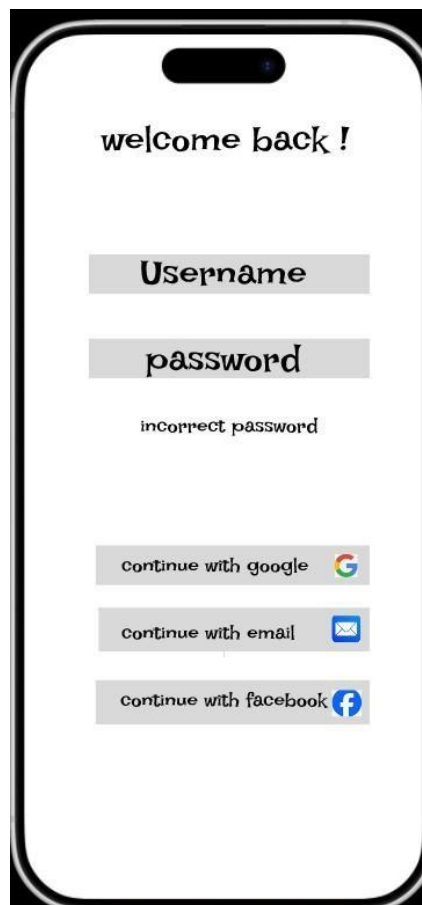 welcome back !
Username
password
incorrect password
continue with google
continue with email
continue with facebook